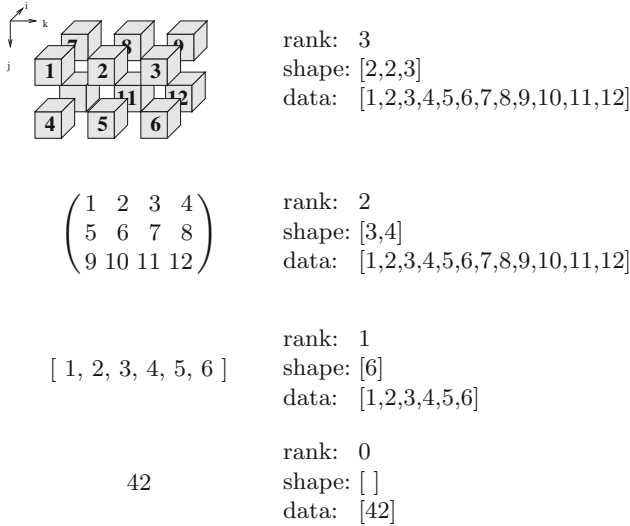 i
k
j
7 8 9
1 2 3
11 12
4 5 6
rank: 3
shape: [2,2,3]
data: [1,2,3,4,5,6,7,8,9,10,11,12]
1 2 3 4
5 6 7 8
9 10 11 12
rank: 2
shape: [3,4]
data: [1,2,3,4,5,6,7,8,9,10,11,12]
[ 1, 2, 3, 4, 5, 6 ]
rank: 1
shape: [6]
data: [1,2,3,4,5,6]
42
rank: 0
shape: [ ]
data: [42]